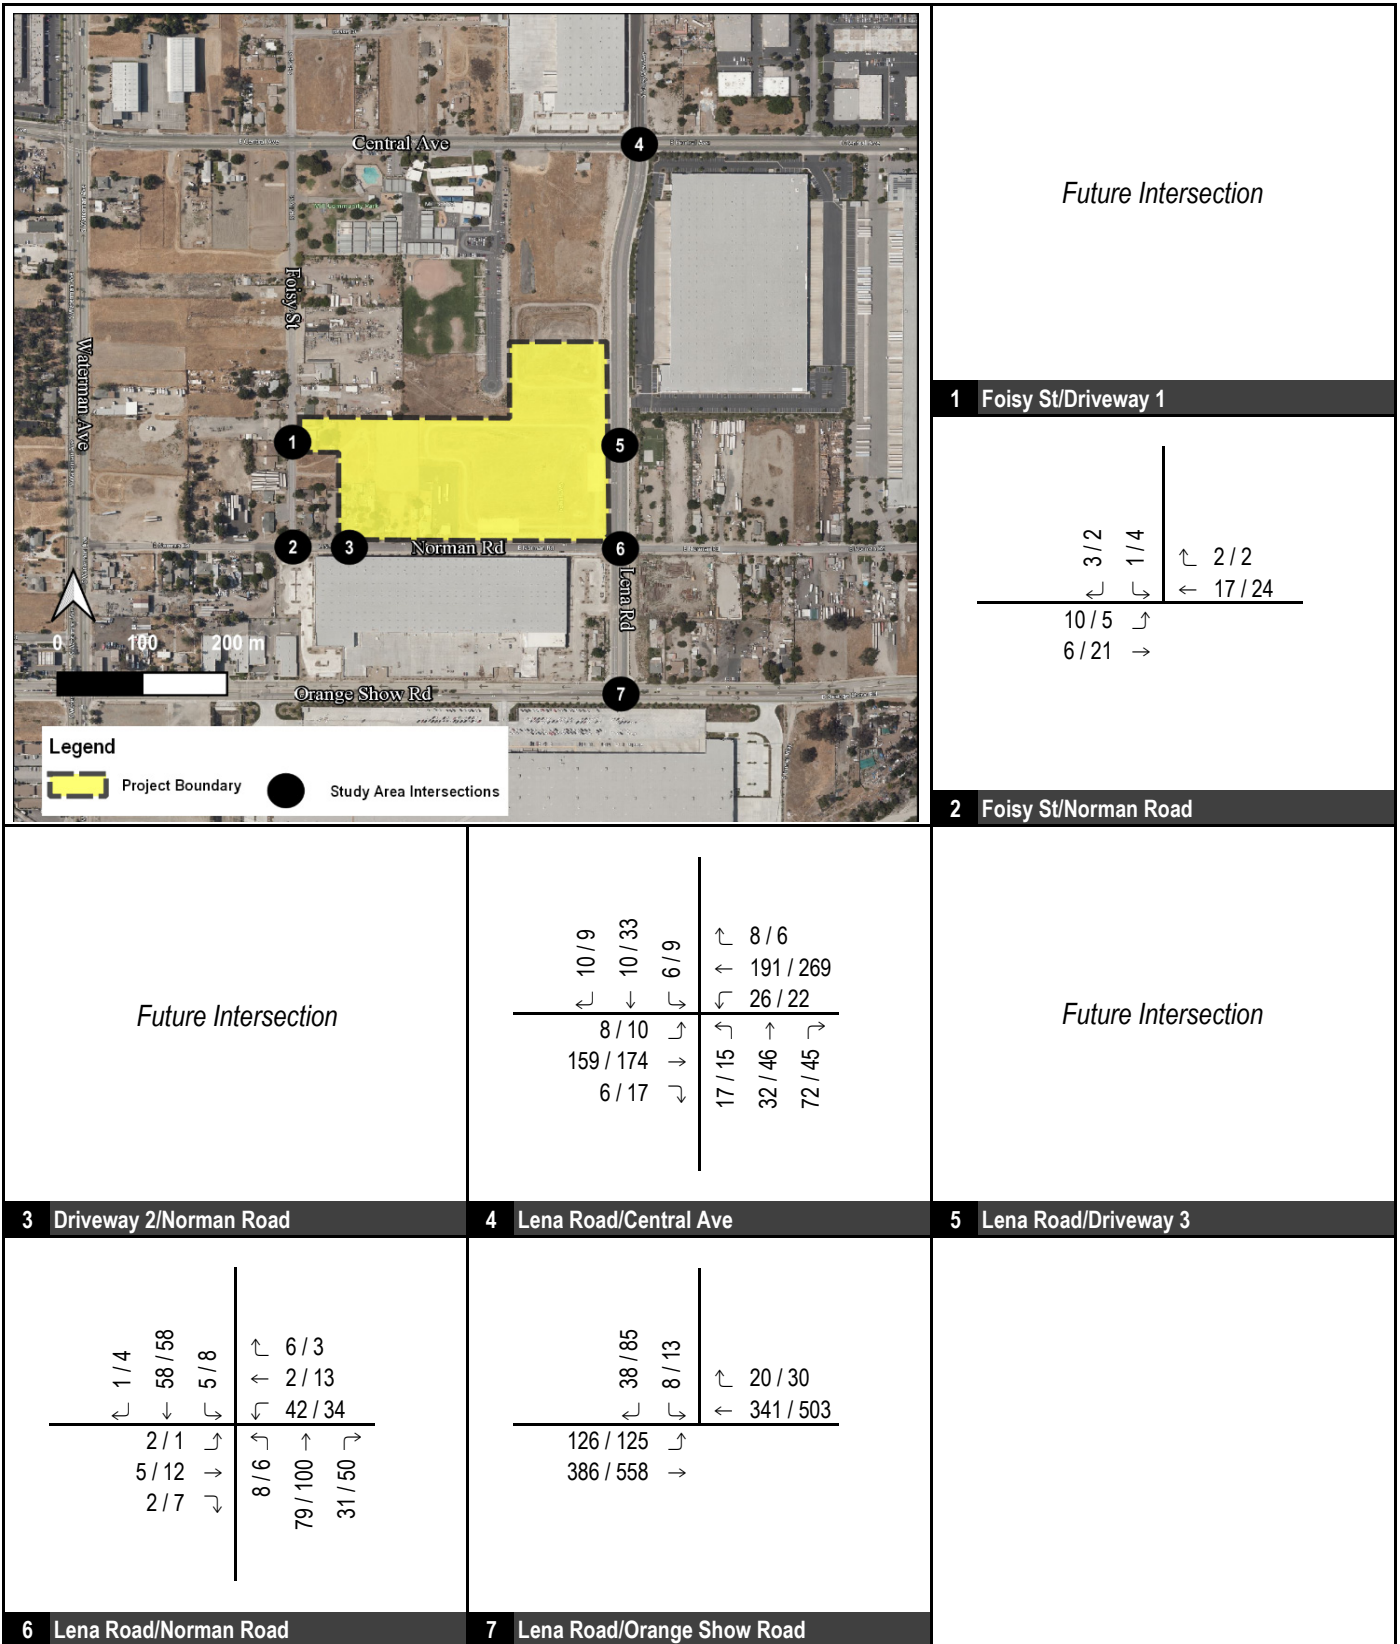 Central Ave
4
Foisy St
Waterman Ave
1
5
2
3
Norman Rd
6
Lena Rd
0 100 200 m
Orange Show Rd
7
Legend
Project Boundary
Study Area Intersections
Future Intersection
1 Foisy St/Driveway 1
3 / 2
1 / 4
2 / 2
17 / 24
10 / 5
6 / 21
2 Foisy St/Norman Road
Future Intersection
3 Driveway 2/Norman Road
10 / 9
10 / 33
6 / 9
8 / 6
191 / 269
26 / 22
8 / 10
159 / 174
6 / 17
17 / 15
32 / 46
72 / 45
4 Lena Road/Central Ave
Future Intersection
5 Lena Road/Driveway 3
1 / 4
58 / 58
5 / 8
6 / 3
2 / 13
42 / 34
2 / 1
5 / 12
2 / 7
8 / 6
79 / 100
31 / 50
6 Lena Road/Norman Road
38 / 85
8 / 13
20 / 30
341 / 503
126 / 125
386 / 558
7 Lena Road/Orange Show Road